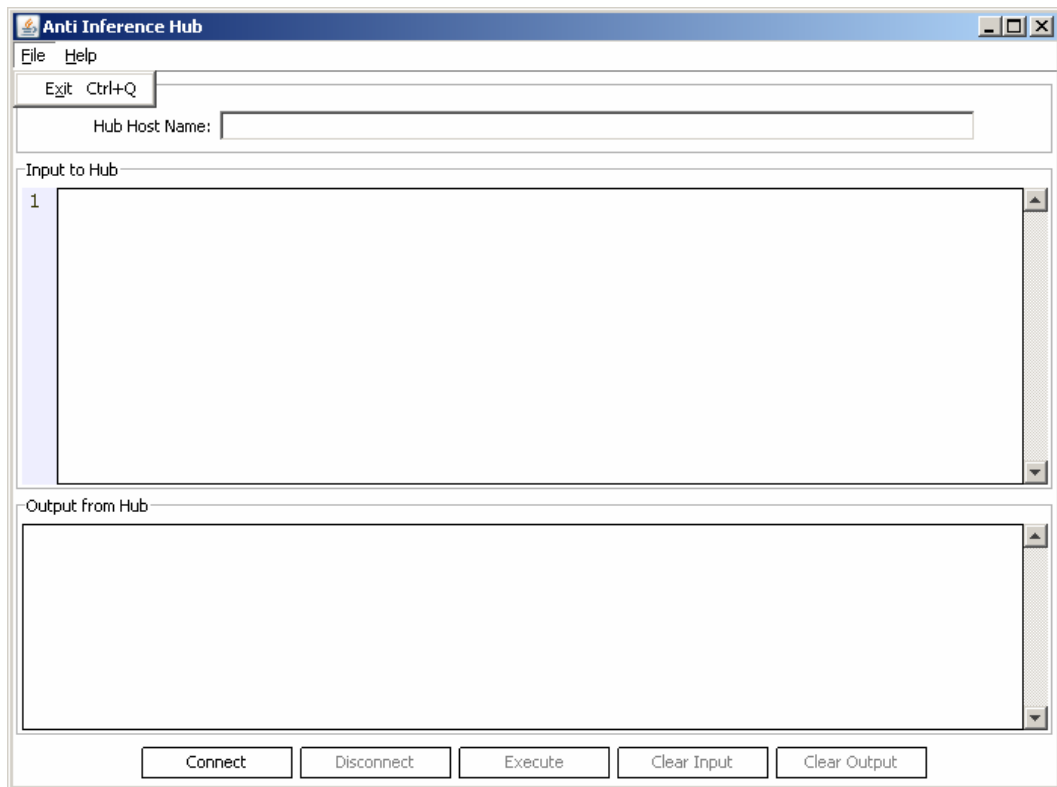 Anti Inference Hub
File Help
Exit Ctrl+Q
Hub Host Name:
Input to Hub
1
Output from Hub
Connect Disconnect Execute Clear Input Clear Output